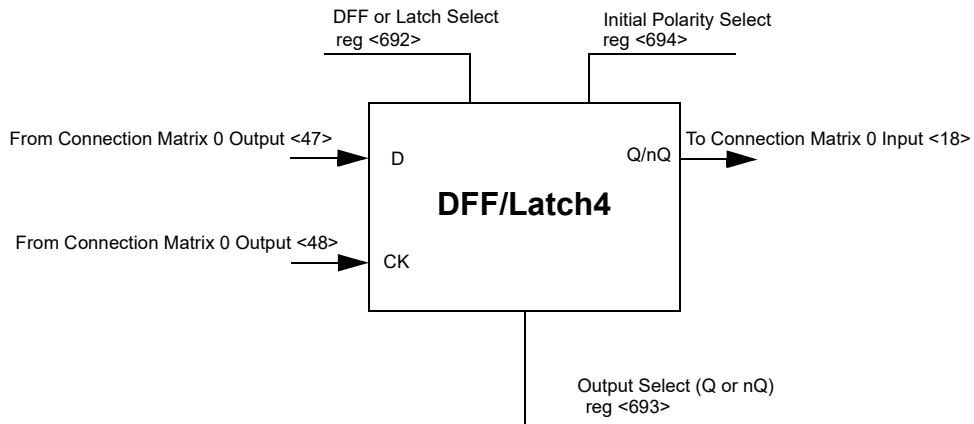 DFF or Latch Select
reg <692>
Initial Polarity Select
reg <694>
From Connection Matrix 0 Output <47>
D
Q/nQ
To Connection Matrix 0 Input <18>
DFF/Latch4
From Connection Matrix 0 Output <48>
CK
Output Select (Q or nQ)
reg <693>